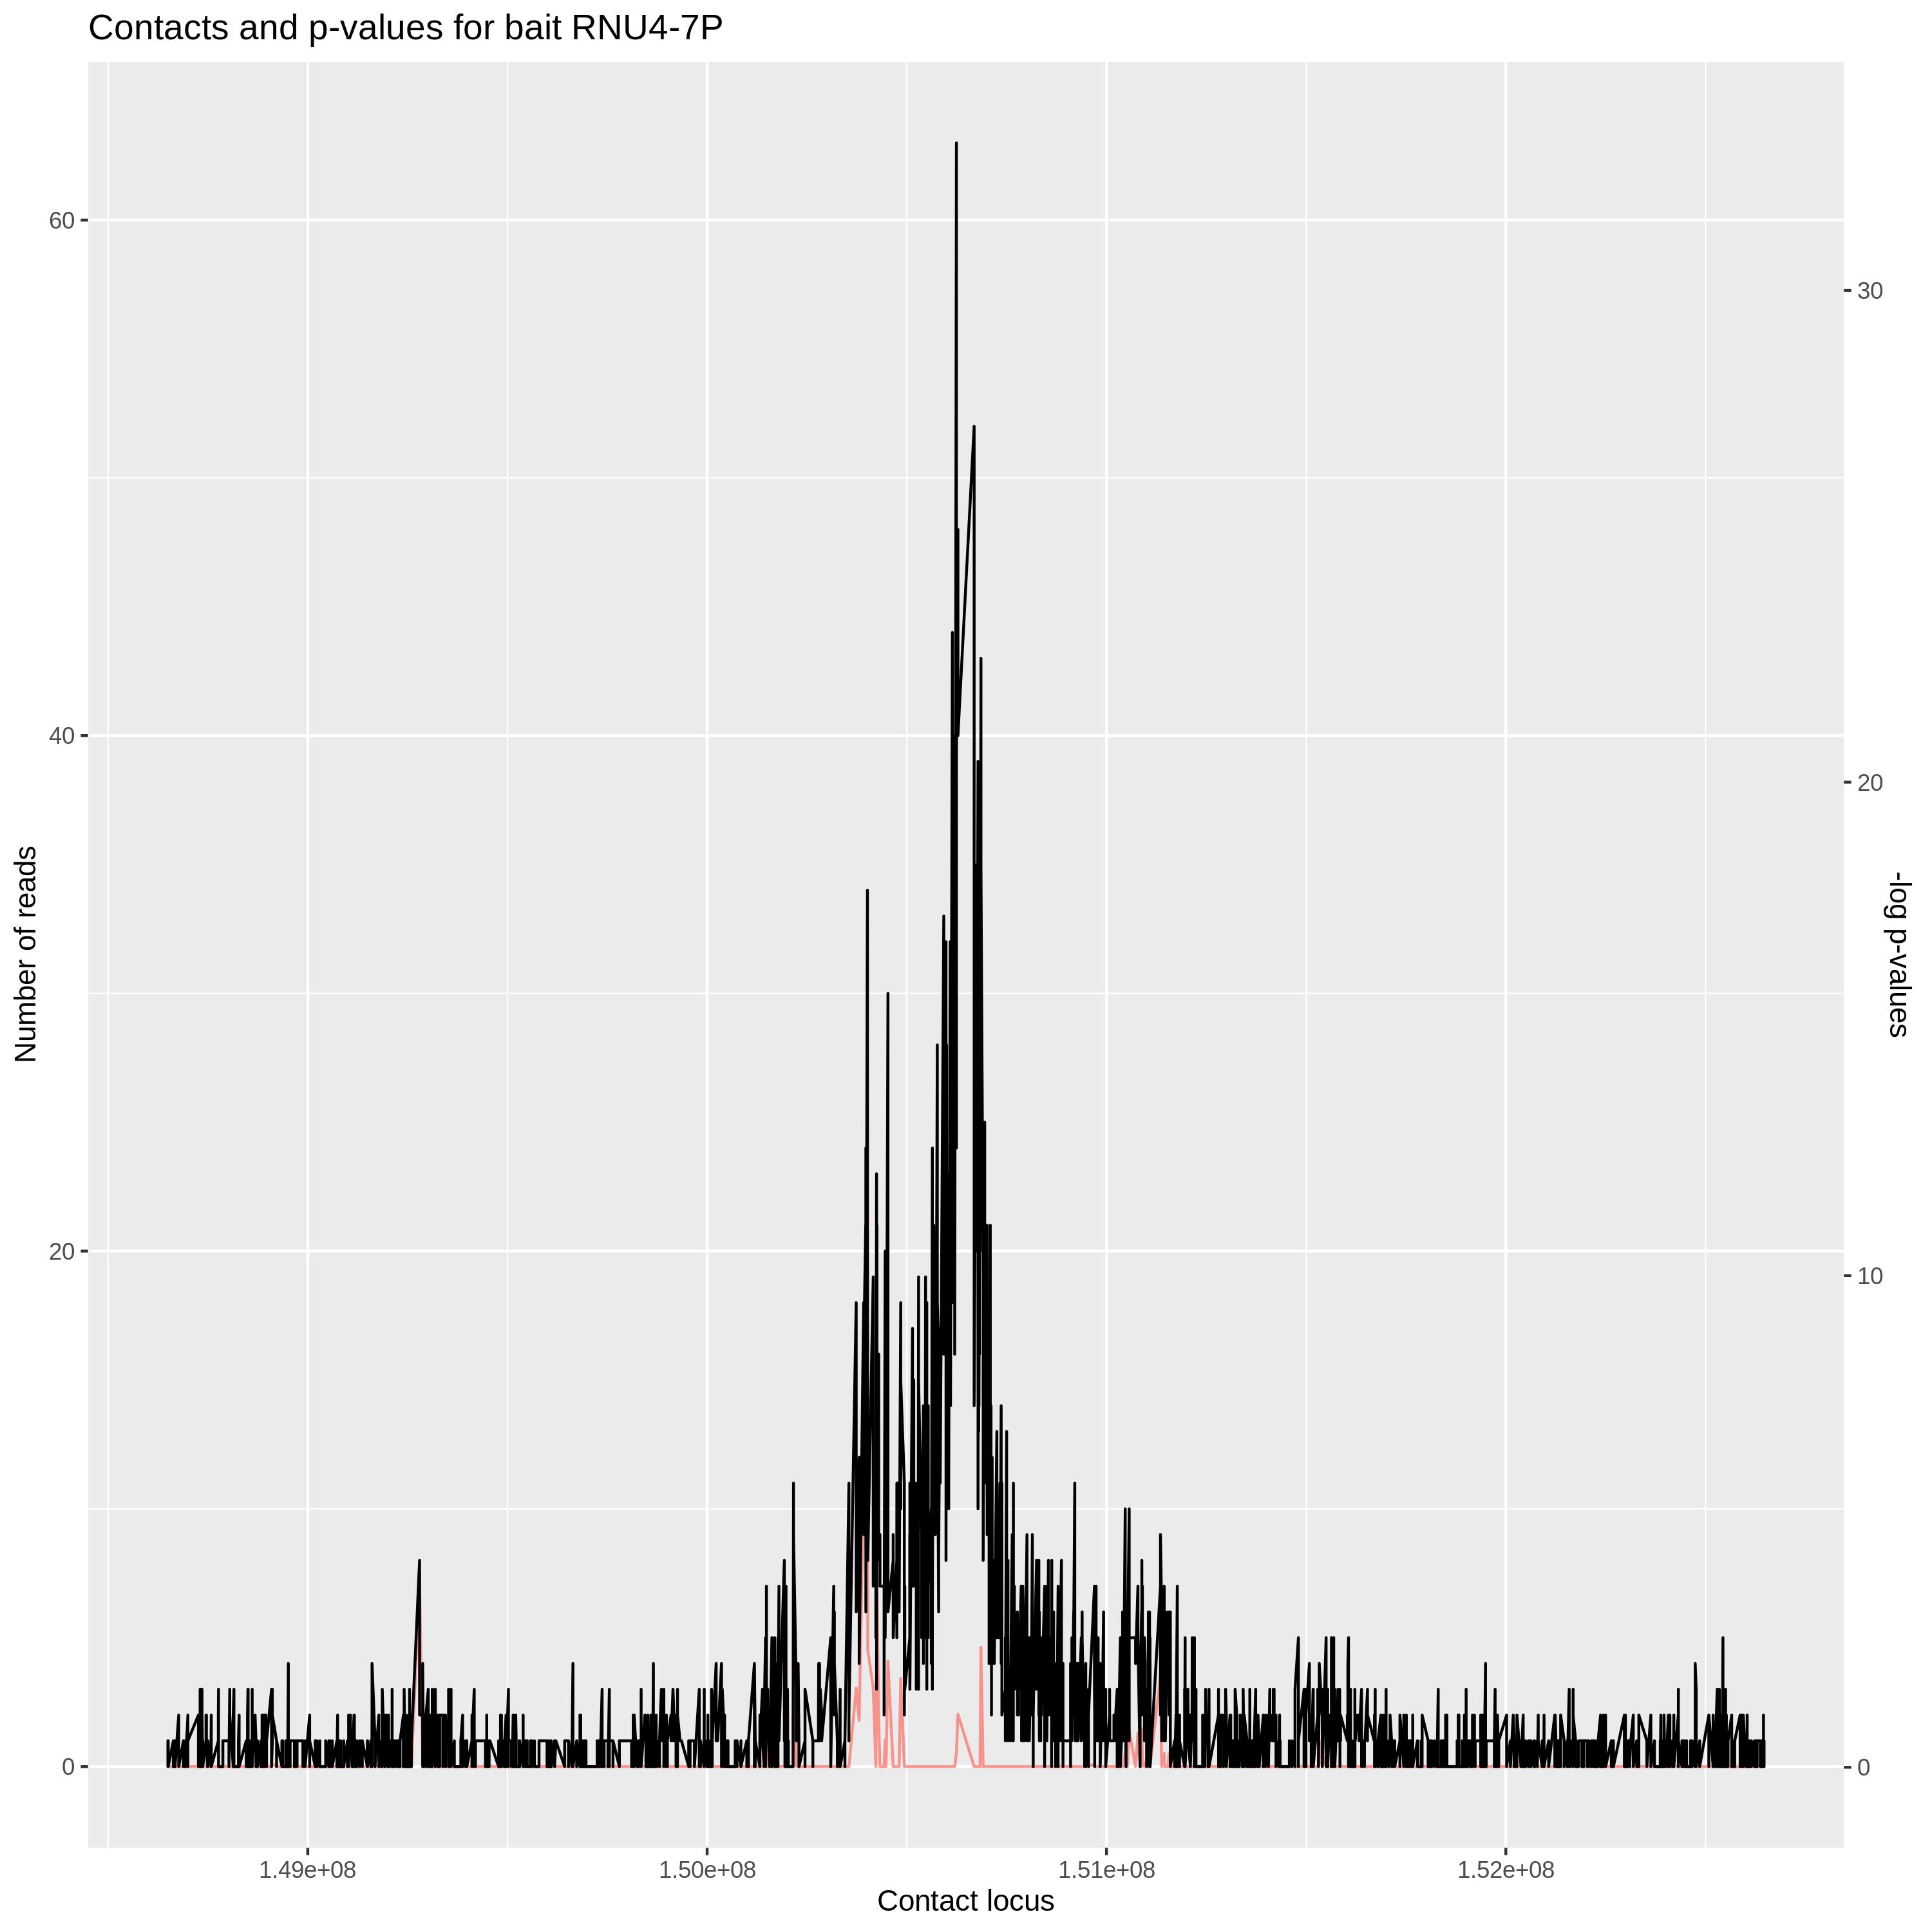 Contacts and p-values for bait RNU4-7P
60
40
20
0
Number of reads
30
20
10
0
-log p-values
1.49e+08
1.50e+08
1.51e+08
1.52e+08
Contact locus